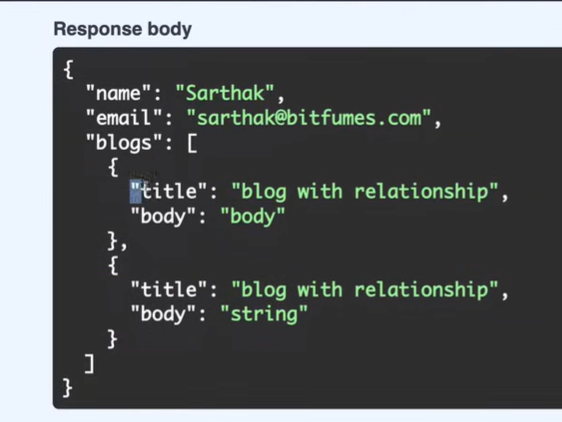 Response body
{
"name": "Sarthak",
"email": "sarthak@bitfumes.com",
"blogs": [
{
"title": "blog with relationship",
"body": "body"
},
{
"title": "blog with relationship",
"body": "string"
}
]
}